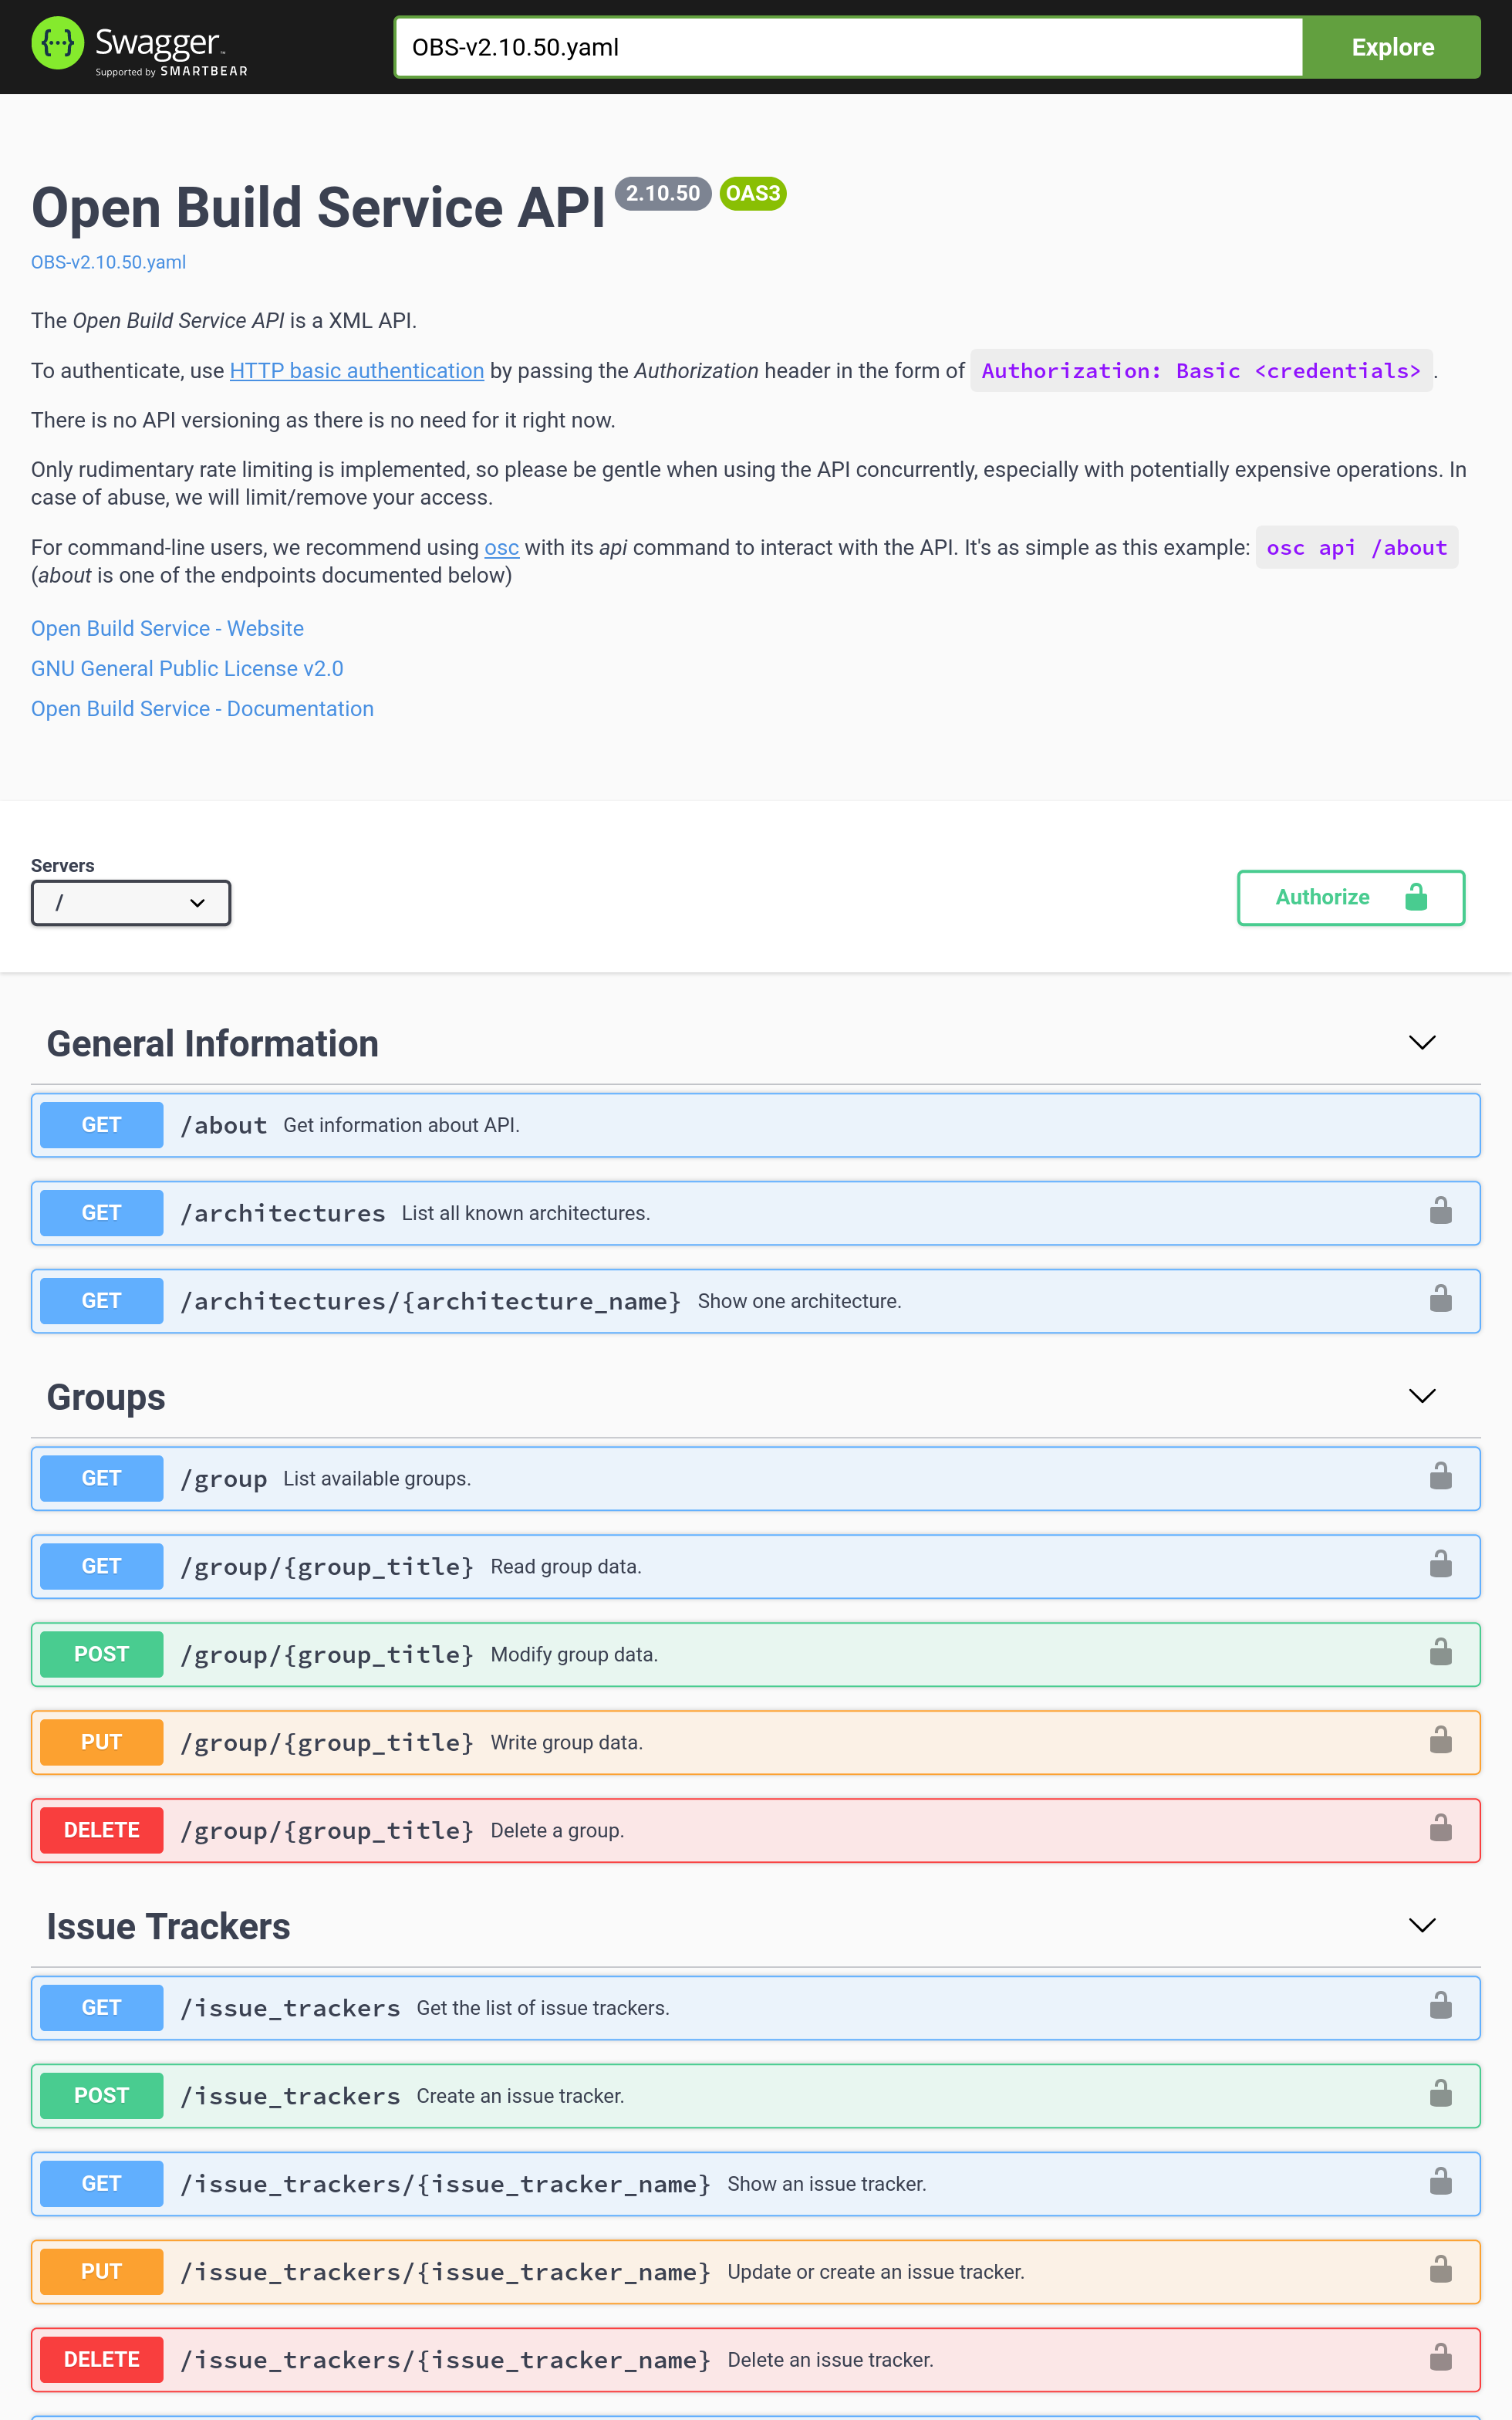 Swagger
Supported by SMARTBEAR
OBS-v2.10.50.yaml
Explore
Open Build Service API 2.10.50 OAS3
OBS-v2.10.50.yaml
The Open Build Service API is a XML API.
To authenticate, use HTTP basic authentication by passing the Authorization header in the form of Authorization: Basic <credentials> .
There is no API versioning as there is no need for it right now.
Only rudimentary rate limiting is implemented, so please be gentle when using the API concurrently, especially with potentially expensive operations. In
case of abuse, we will limit/remove your access.
For command-line users, we recommend using osc with its api command to interact with the API. It's as simple as this example: osc api /about
(about is one of the endpoints documented below)
Open Build Service - Website
GNU General Public License v2.0
Open Build Service - Documentation
Servers
/
Authorize
General Information
GET /about Get information about API.
GET /architectures List all known architectures.
GET /architectures/{architecture_name} Show one architecture.
Groups
GET /group List available groups.
GET /group/{group_title} Read group data.
POST /group/{group_title} Modify group data.
PUT /group/{group_title} Write group data.
DELETE /group/{group_title} Delete a group.
Issue Trackers
GET /issue_trackers Get the list of issue trackers.
POST /issue_trackers Create an issue tracker.
GET /issue_trackers/{issue_tracker_name} Show an issue tracker.
PUT /issue_trackers/{issue_tracker_name} Update or create an issue tracker.
DELETE /issue_trackers/{issue_tracker_name} Delete an issue tracker.